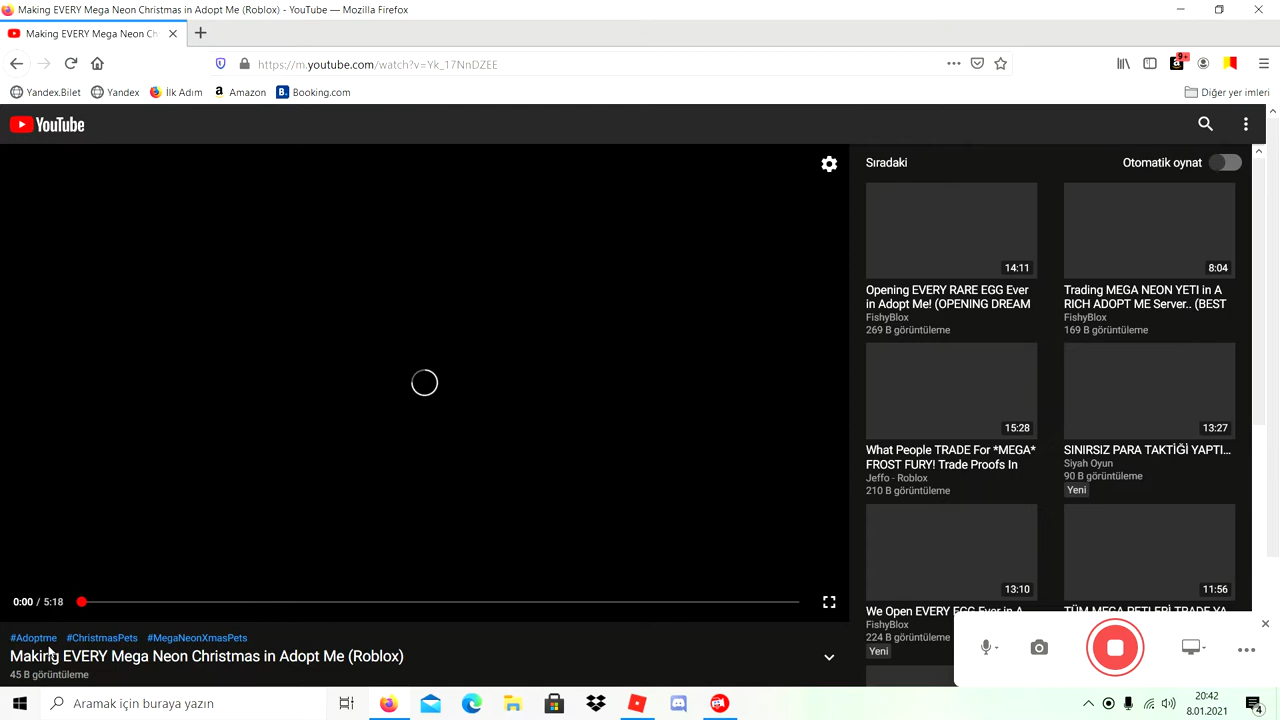 Making EVERY Mega Neon Christmas in Adopt Me (Roblox) - YouTube — Mozilla Firefox
Making EVERY Mega Neon Ch
https://m.youtube.com/watch?v=Yk_17NnDZEE
9+
Yandex.Bilet
Yandex
İlk Adım
Amazon
Booking.com
Diğer yer imleri
YouTube
Sıradaki
Otomatik oynat
14:11
Opening EVERY RARE EGG Ever
in Adopt Me! (OPENING DREAM
FishyBlox
269 B görüntüleme
8:04
Trading MEGA NEON YETI in A
RICH ADOPT ME Server.. (BEST
FishyBlox
169 B görüntüleme
15:28
What People TRADE For *MEGA*
FROST FURY! Trade Proofs In
Jeffo - Roblox
210 B görüntüleme
13:27
SINIRSIZ PARA TAKTİĞİ YAPTI...
Siyah Oyun
90 B görüntüleme
Yeni
13:10
We Open EVERY EGG Ever in A
FishyBlox
224 B görüntüleme
Yeni
11:56
TÜM MEGA PETLERİ TRADE YA
0:00 / 5:18
#Adoptme #ChristmasPets #MegaNeonXmasPets
Making EVERY Mega Neon Christmas in Adopt Me (Roblox)
45 B görüntüleme
Aramak için buraya yazın
20:42
8.01.2021
4